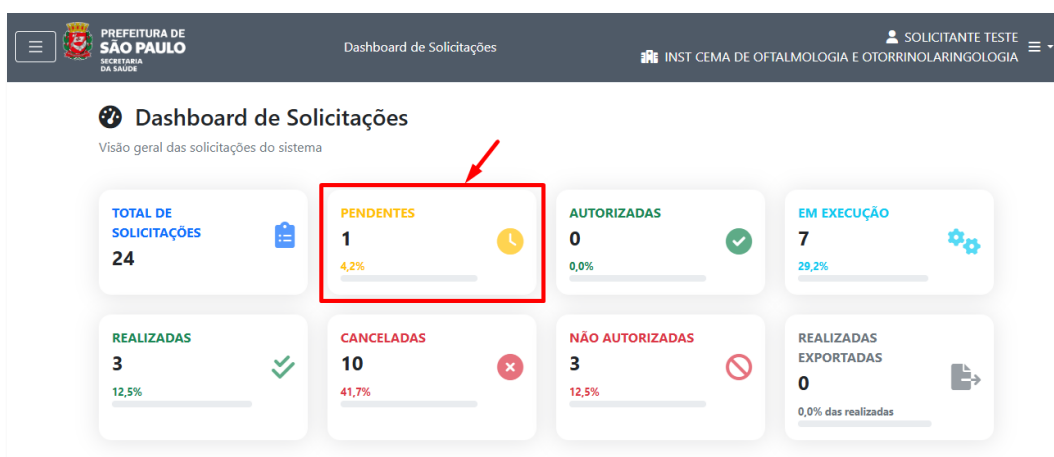 PREFEITURA DE
SÃO PAULO
SECRETARIA
DA SAÚDE
Dashboard de Solicitações
SOLICITANTE TESTE
INST CEMA DE OFTALMOLOGIA E OTORRINOLARINGOLOGIA
Dashboard de Solicitações
Visão geral das solicitações do sistema
TOTAL DE
SOLICITAÇÕES
24
PENDENTES
1
4,2%
AUTORIZADAS
0
0,0%
EM EXECUÇÃO
7
29,2%
REALIZADAS
3
12,5%
CANCELADAS
10
41,7%
NÃO AUTORIZADAS
3
12,5%
REALIZADAS
EXPORTADAS
0
0,0% das realizadas